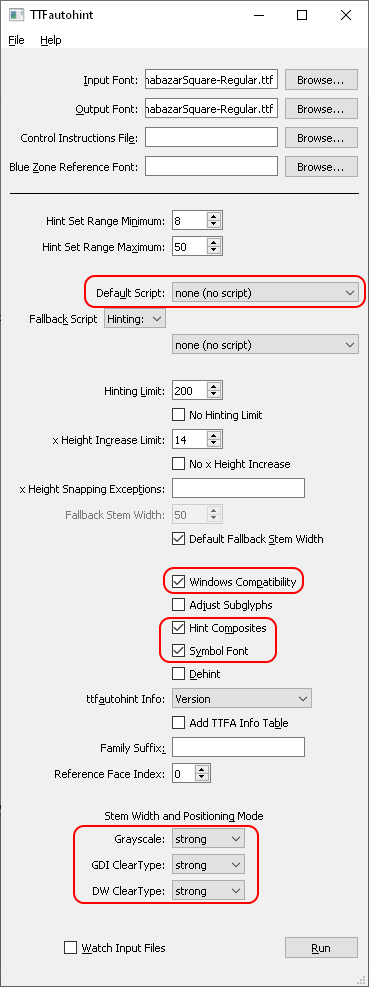 TTFautohint
File Help
Input Font: nabazarSquare-Regular.ttf Browse...
Output Font: nabazarSquare-Regular.ttf Browse...
Control Instructions File: Browse...
Blue Zone Reference Font: Browse...
Hint Set Range Minimum: 8
Hint Set Range Maximum: 50
Default Script: none (no script)
Fallback Script Hinting:
none (no script)
Hinting Limit: 200
No Hinting Limit
x Height Increase Limit: 14
No x Height Increase
x Height Snapping Exceptions:
Fallback Stem Width: 50
Default Fallback Stem Width
Windows Compatibility
Adjust Subglyphs
Hint Composites
Symbol Font
Dehint
ttfautohint Info: Version
Add TTFA Info Table
Family Suffix:
Reference Face Index: 0
Stem Width and Positioning Mode
Grayscale: strong
GDI ClearType: strong
DW ClearType: strong
Watch Input Files Run